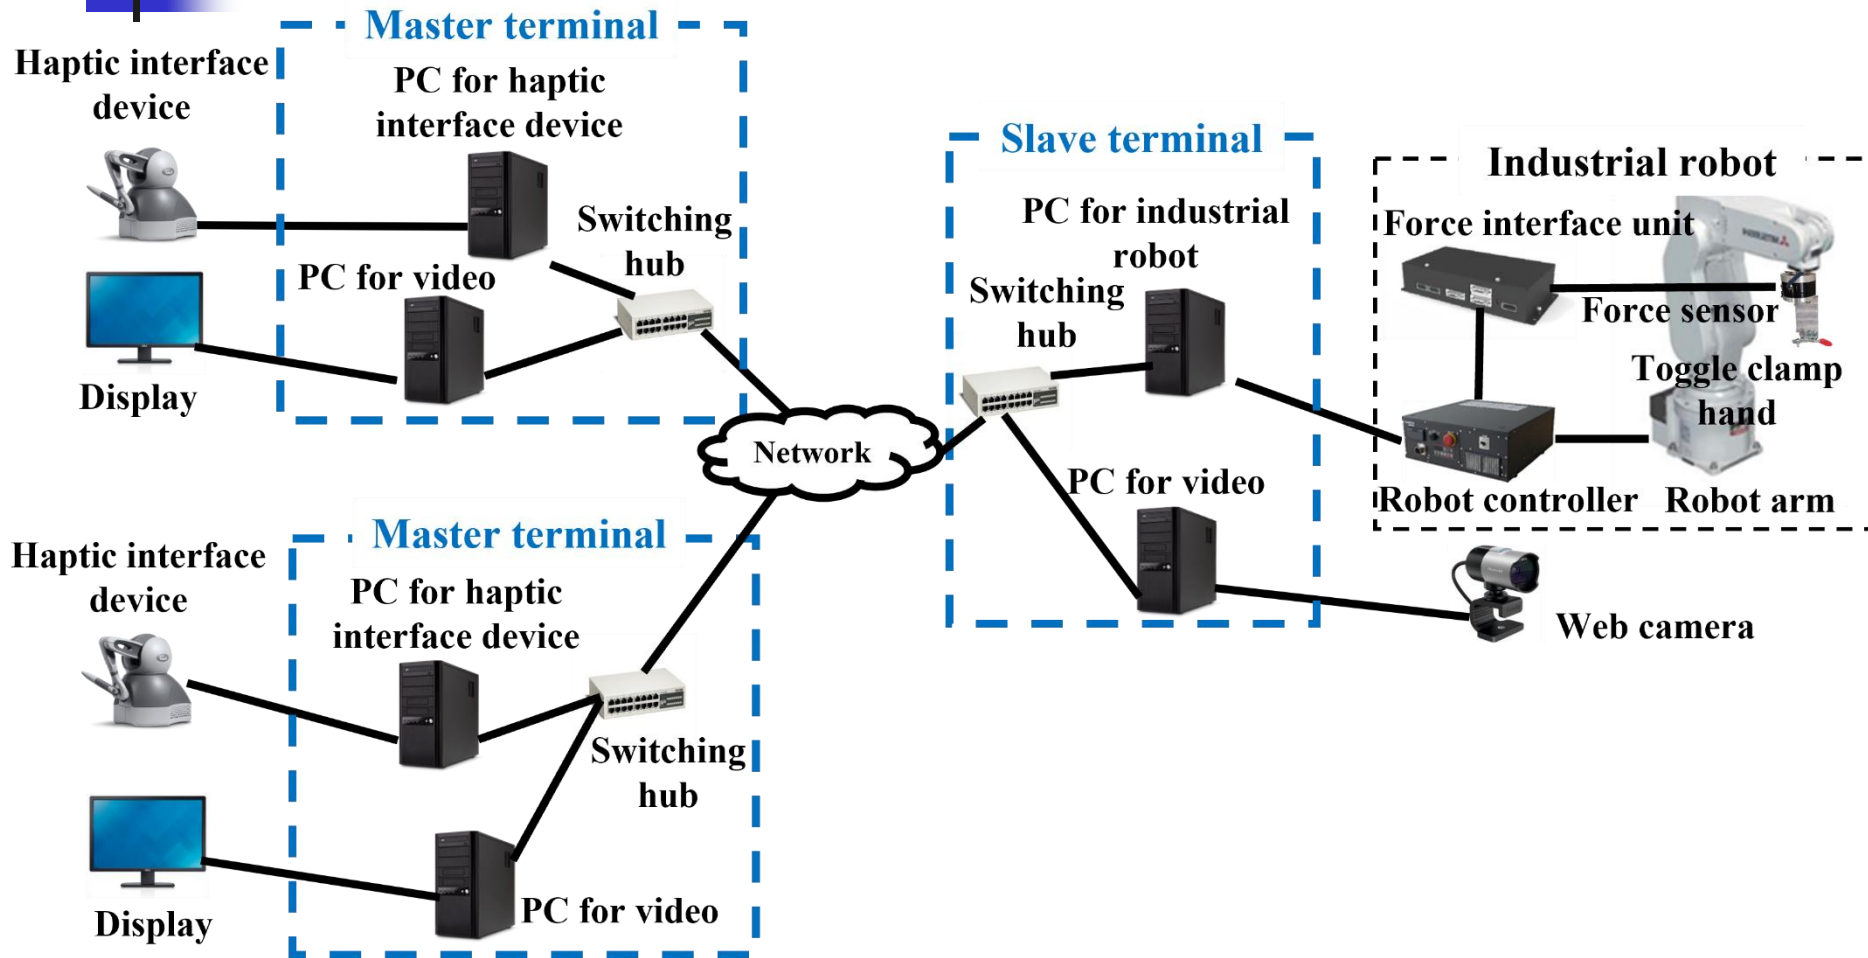 Master terminal
Haptic interface
device
PC for haptic
interface device
Switching
hub
PC for video
Display
Network
Slave terminal
PC for industrial
robot
Switching
hub
PC for video
Industrial robot
Force interface unit
Force sensor
Toggle clamp
hand
Robot controller
Robot arm
Web camera
Master terminal
Haptic interface
device
PC for haptic
interface device
Switching
hub
Display
PC for video